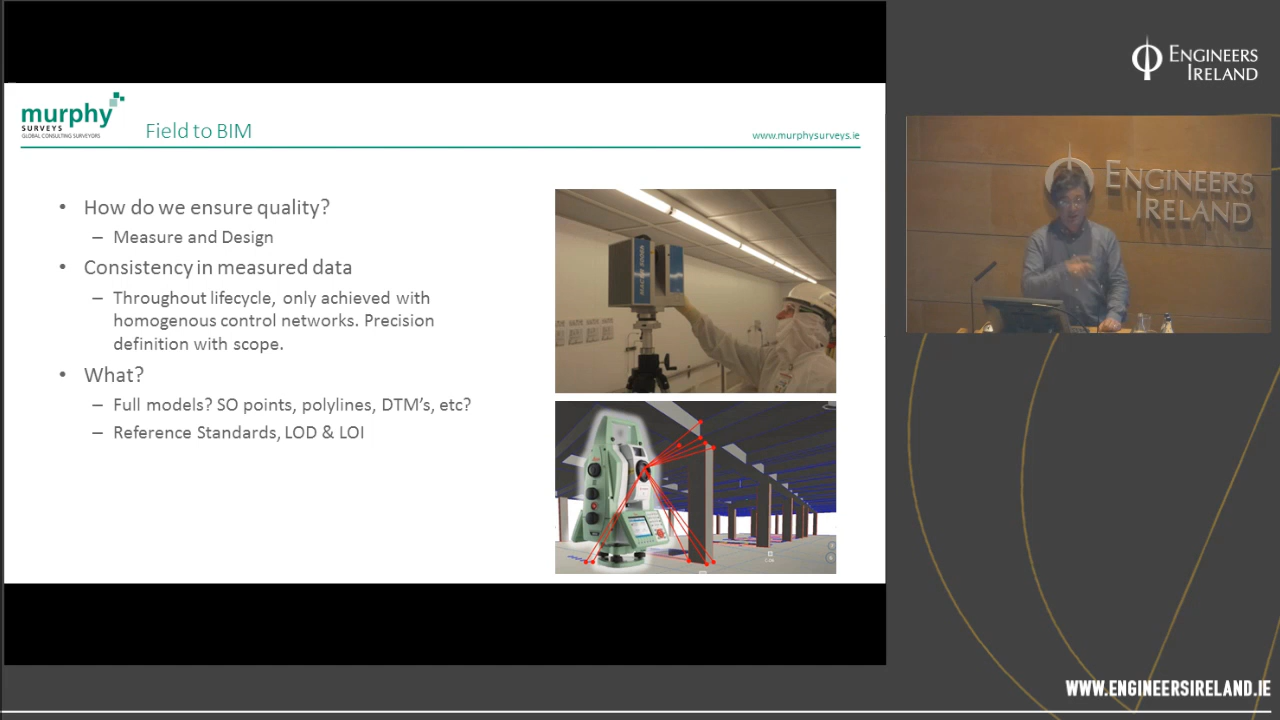 murphy
SURVEYS
GLOBAL CONSULTING SURVEYORS
Field to BIM
www.murphysurveys.ie
• How do we ensure quality?
– Measure and Design
• Consistency in measured data
– Throughout lifecycle, only achieved with
homogenous control networks. Precision
definition with scope.
• What?
– Full models? SO points, polylines, DTM's, etc?
– Reference Standards, LOD & LOI
ENGINEERS
IRELAND
ENGINEERS
IRELAND
WWW.ENGINEERSIRELAND.IE